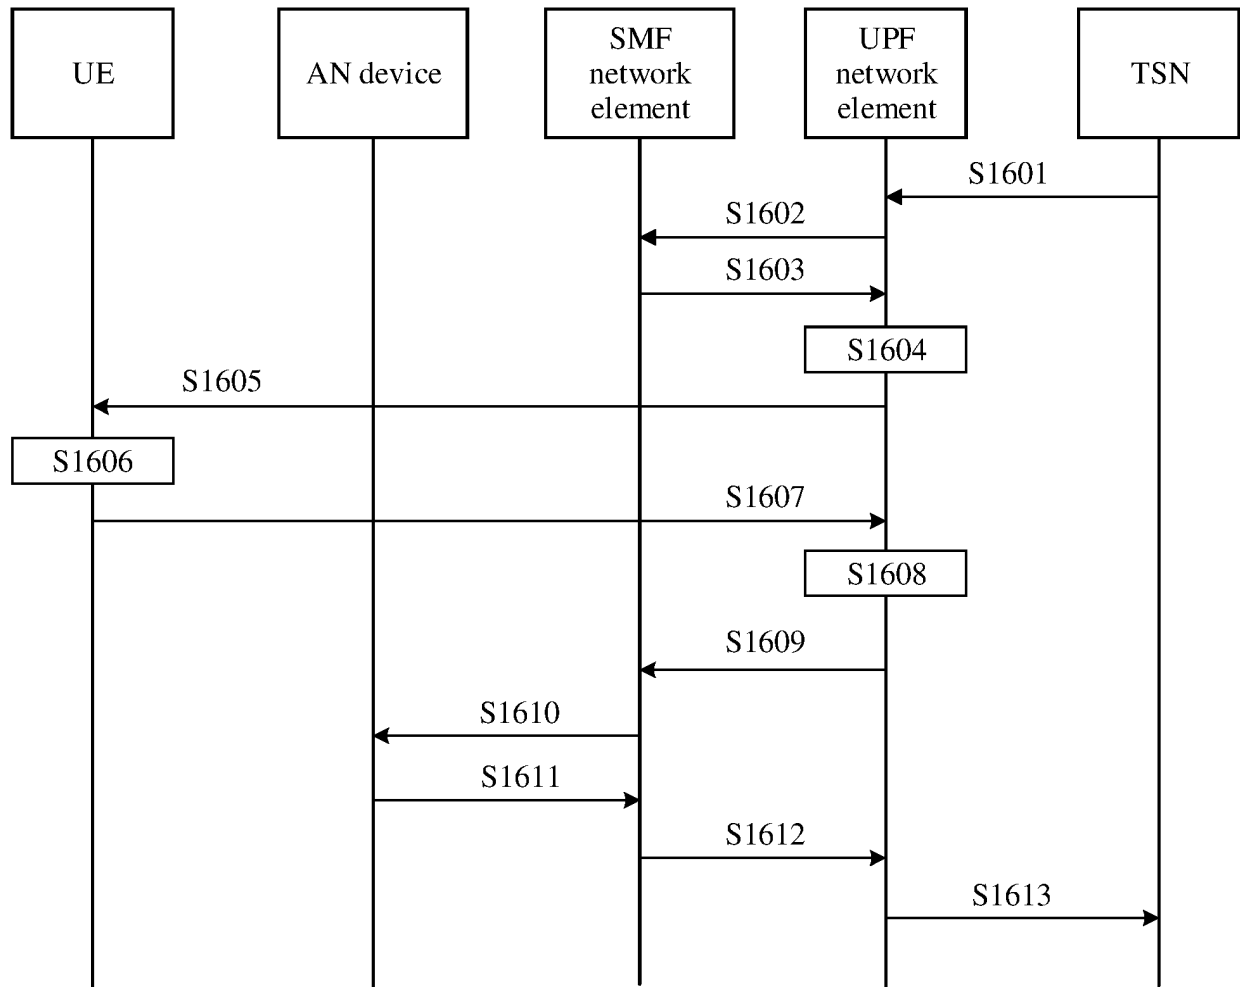 UE
AN device
SMF
network
element
UPF
network
element
TSN
S1601
S1602
S1603
S1604
S1605
S1606
S1607
S1608
S1609
S1610
S1611
S1612
S1613